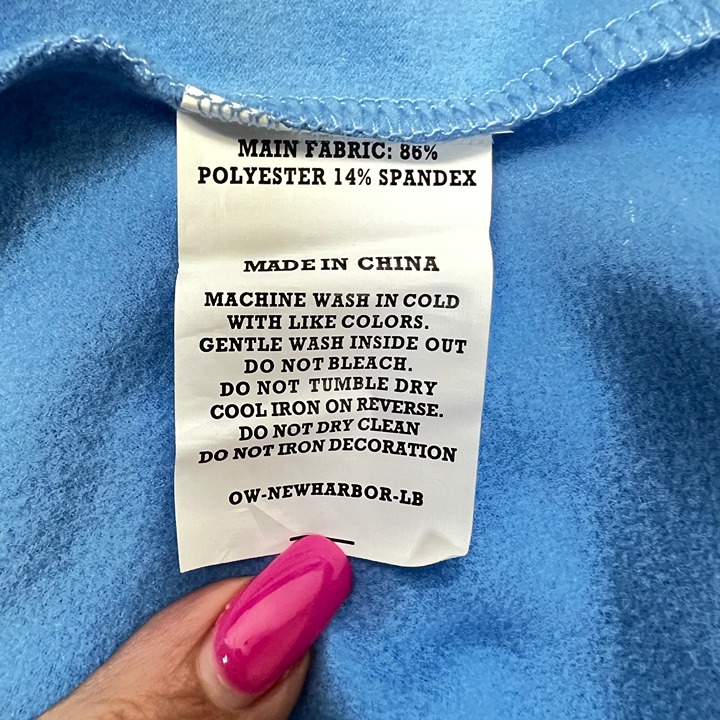 MAIN FABRIC: 86%
POLYESTER 14% SPANDEX
MADE IN CHINA
MACHINE WASH IN COLD
WITH LIKE COLORS.
GENTLE WASH INSIDE OUT
DO NOT BLEACH.
DO NOT TUMBLE DRY
COOL IRON ON REVERSE.
DO NOT DRY CLEAN
DO NOT IRON DECORATION
OW-NEWHARBOR-LB